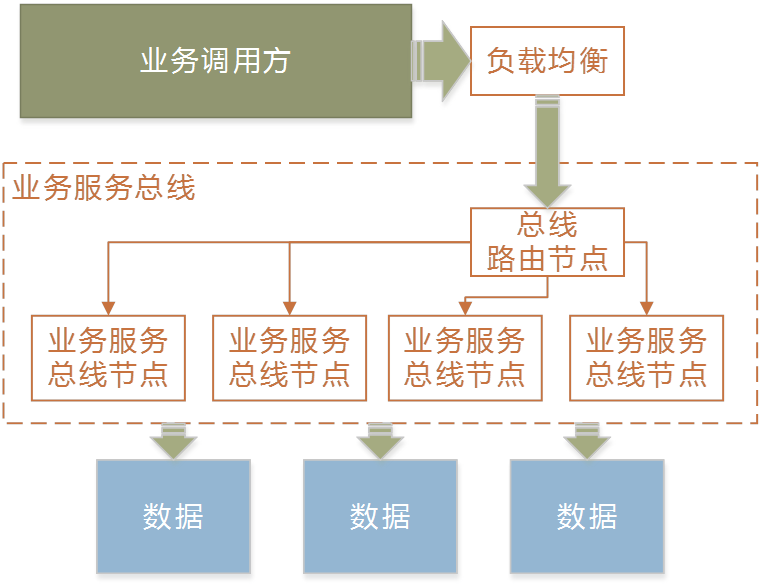 业务调用方
负载均衡
业务服务总线
总线
路由节点
业务服务
总线节点
业务服务
总线节点
业务服务
总线节点
业务服务
总线节点
数据
数据
数据